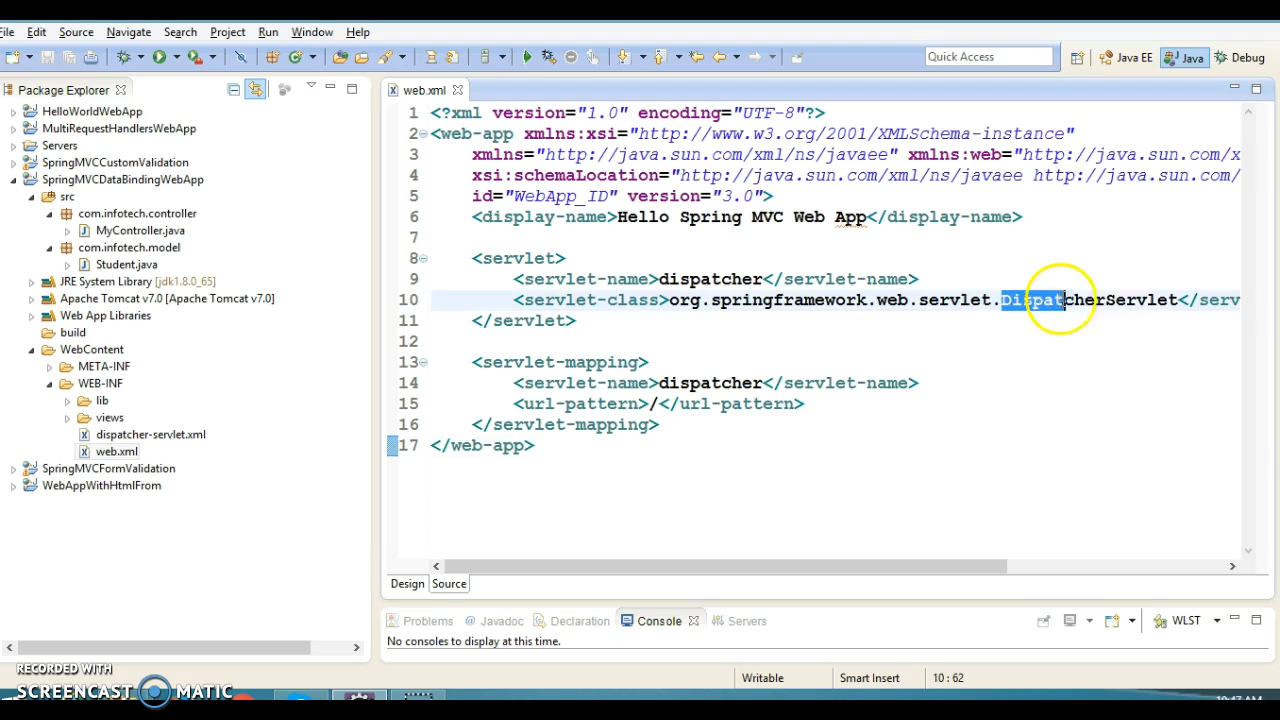 File Edit Source Navigate Search Project Run Window Help
Quick Access Java EE Java Debug
Package Explorer
HelloWorldWebApp
MultiRequestHandlersWebApp
Servers
SpringMVCCustomValidation
SpringMVCDataBindingWebApp
src
com.infotech.controller
MyController.java
com.infotech.model
Student.java
JRE System Library [jdk1.8.0_65]
Apache Tomcat v7.0 [Apache Tomcat v7.0]
Web App Libraries
build
WebContent
META-INF
WEB-INF
lib
views
dispatcher-servlet.xml
web.xml
SpringMVCFormValidation
WebAppWithHtmlFrom
web.xml
1 <?xml version="1.0" encoding="UTF-8"?>
2 <web-app xmlns:xsi="http://www.w3.org/2001/XMLSchema-instance"
3 xmlns="http://java.sun.com/xml/ns/javaee" xmlns:web="http://java.sun.com/x
4 xsi:schemaLocation="http://java.sun.com/xml/ns/javaee http://java.sun.com/
5 id="WebApp_ID" version="3.0">
6 <display-name>Hello Spring MVC Web App</display-name>
7
8 <servlet>
9 <servlet-name>dispatcher</servlet-name>
10 <servlet-class>org.springframework.web.servlet.DispatcherServlet</serv
11 </servlet>
12
13 <servlet-mapping>
14 <servlet-name>dispatcher</servlet-name>
15 <url-pattern>/</url-pattern>
16 </servlet-mapping>
17 </web-app>
Design Source
Problems @ Javadoc Declaration Console Servers WLST
No consoles to display at this time.
Writable Smart Insert 10 : 62
RECORDED WITH
SCREENCAST MATIC